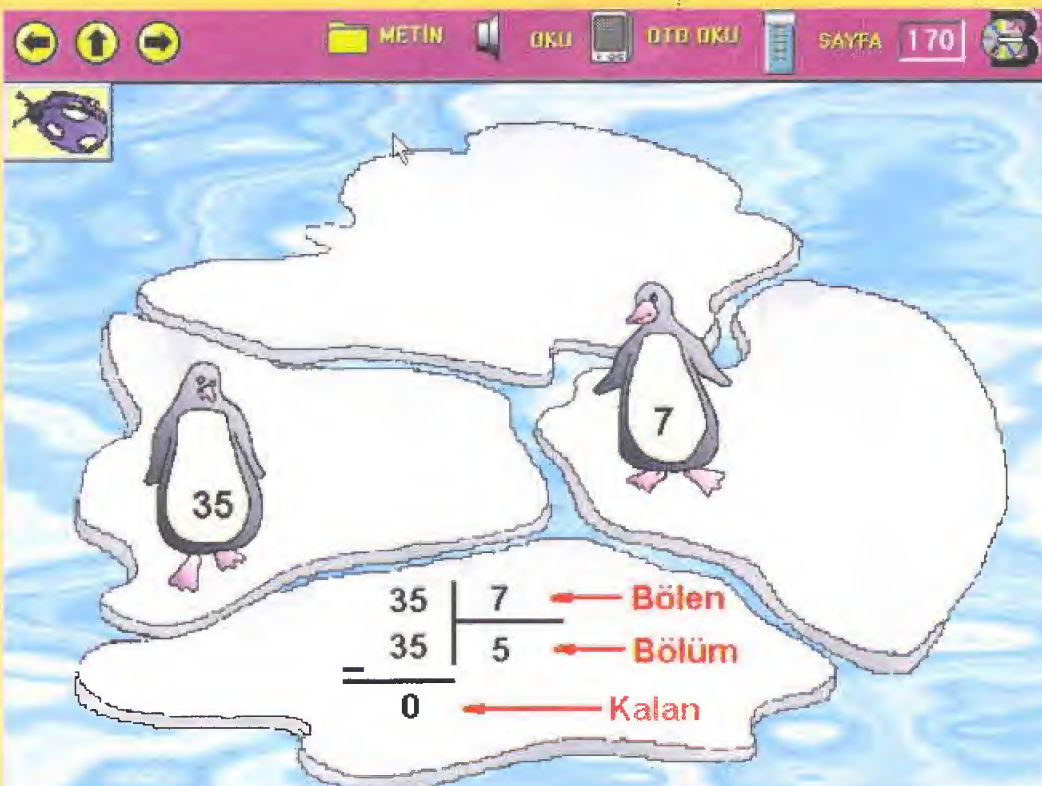 METİN OKU OTO OKU SAYFA 170
7
35
35 7 Bölen
35 5 Bölüm
0 Kalan